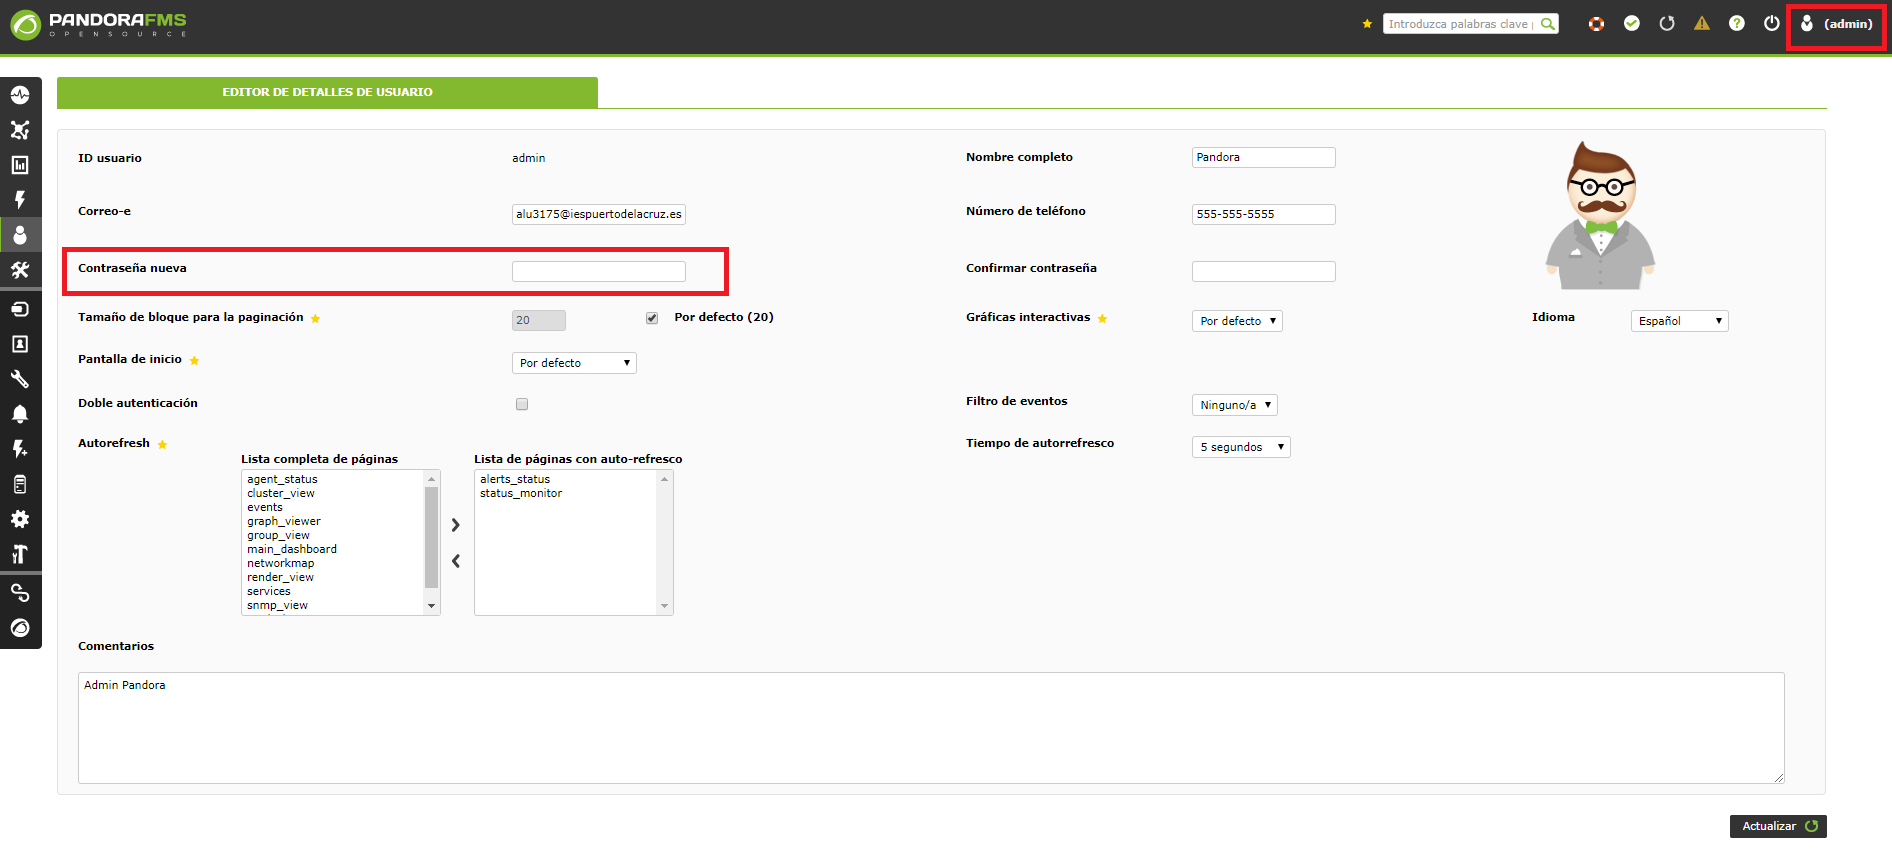 PANDORAFMS
OPENSOURCE
Introduzca palabras clave
(admin)
EDITOR DE DETALLES DE USUARIO
ID usuario
admin
Nombre completo
Pandora
Correo-e
alu3175@iespuertodelacruz.es
Número de teléfono
555-555-5555
Contraseña nueva
Confirmar contraseña
Tamaño de bloque para la paginación
20
Por defecto (20)
Gráficas interactivas
Por defecto
Idioma
Español
Pantalla de inicio
Por defecto
Doble autenticación
Filtro de eventos
Ninguno/a
Autorefresh
Tiempo de autorrefresco
5 segundos
Lista completa de páginas
agent_status
cluster_view
events
graph_viewer
group_view
main_dashboard
networkmap
render_view
services
snmp_view
Lista de páginas con auto-refresco
alerts_status
status_monitor
Comentarios
Admin Pandora
Actualizar